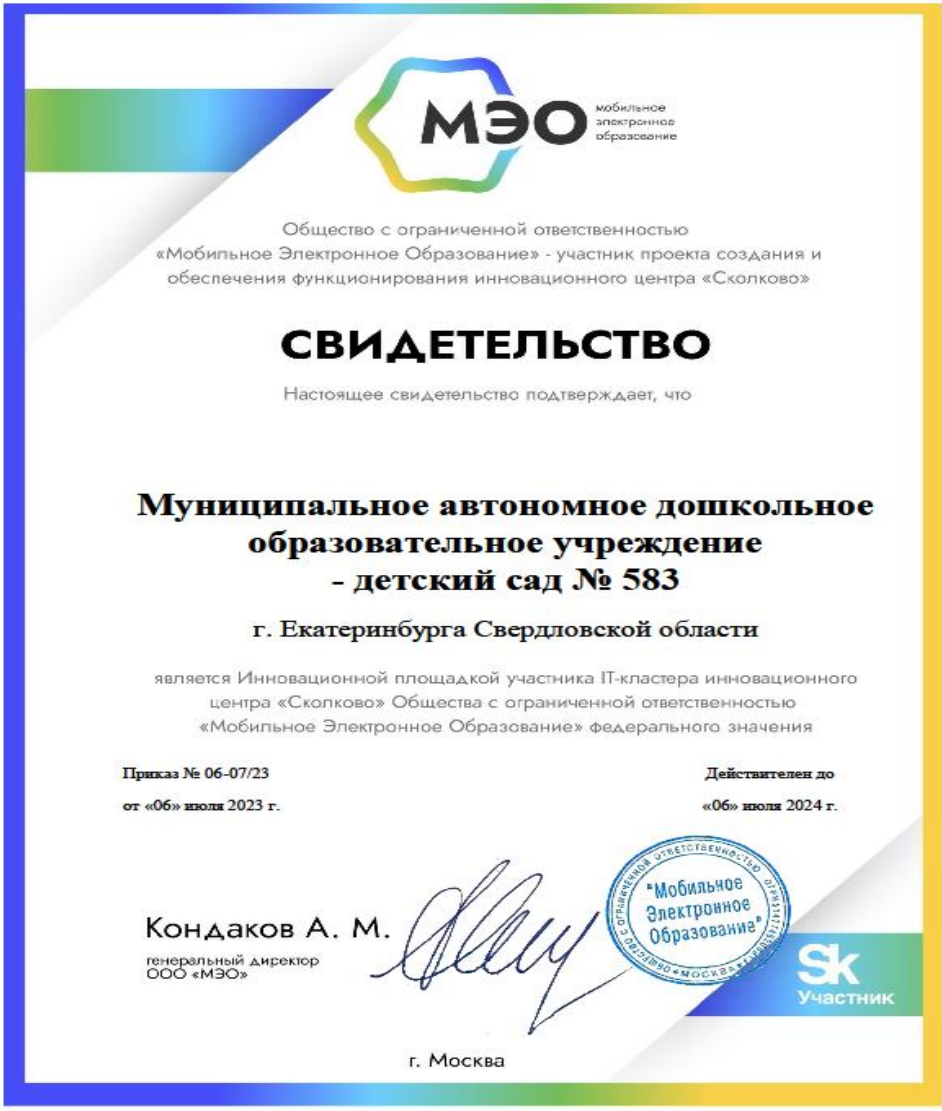 МЭО
мобильное
электронное
образование
Общество с ограниченной ответственностью
«Мобильное Электронное Образование» - участник проекта создания и
обеспечения функционирования инновационного центра «Сколково»
СВИДЕТЕЛЬСТВО
Настоящее свидетельство подтверждает, что
Муниципальное автономное дошкольное
образовательное учреждение
- детский сад № 583
г. Екатеринбурга Свердловской области
является Инновационной площадкой участника IT-кластера инновационного
центра «Сколково» Общества с ограниченной ответственностью
«Мобильное Электронное Образование» федерального значения
Приказ № 06-07/23
от «06» июля 2023 г.
Действителен до
«06» июля 2024 г.
Кондаков А. М.
генеральный директор
ООО «МЭО»
"Мобильное
Электронное
Образование"
ОБЩЕСТВО С ОГРАНИЧЕННОЙ ОТВЕТСТВЕННОСТЬЮ
МОСКВА
Sk
Участник
г. Москва